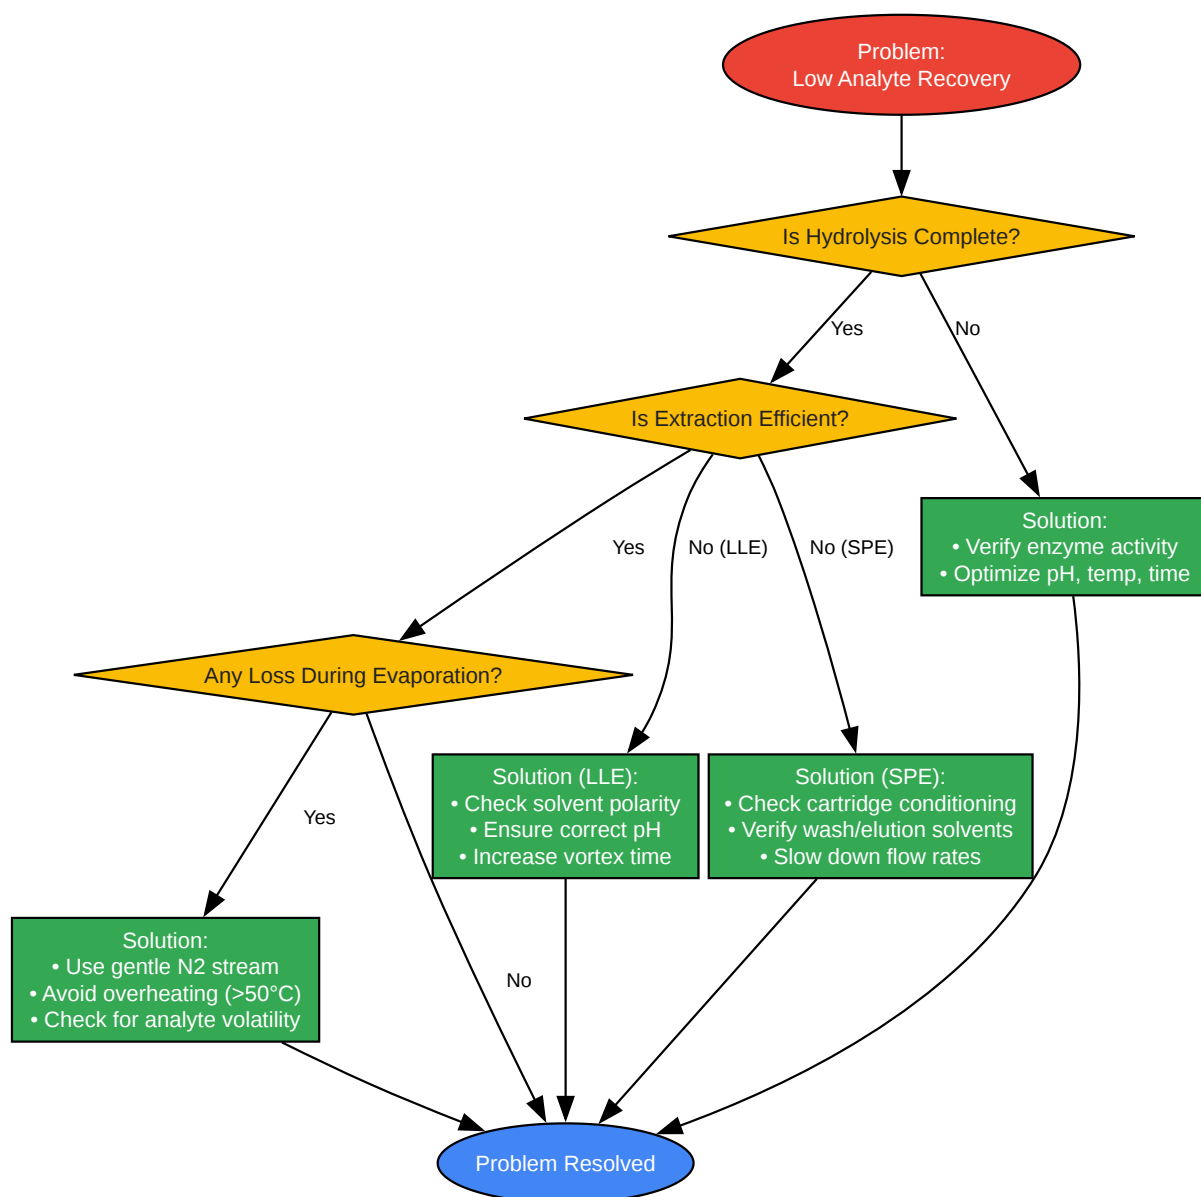 Problem:
Low Analyte Recovery
Is Hydrolysis Complete?
Yes
No
Is Extraction Efficient?
Solution:
• Verify enzyme activity
• Optimize pH, temp, time
Yes
No (LLE)
No (SPE)
Any Loss During Evaporation?
Solution (LLE):
• Check solvent polarity
• Ensure correct pH
• Increase vortex time
Solution (SPE):
• Check cartridge conditioning
• Verify wash/elution solvents
• Slow down flow rates
Yes
No
Solution:
• Use gentle N2 stream
• Avoid overheating (>50°C)
• Check for analyte volatility
Problem Resolved